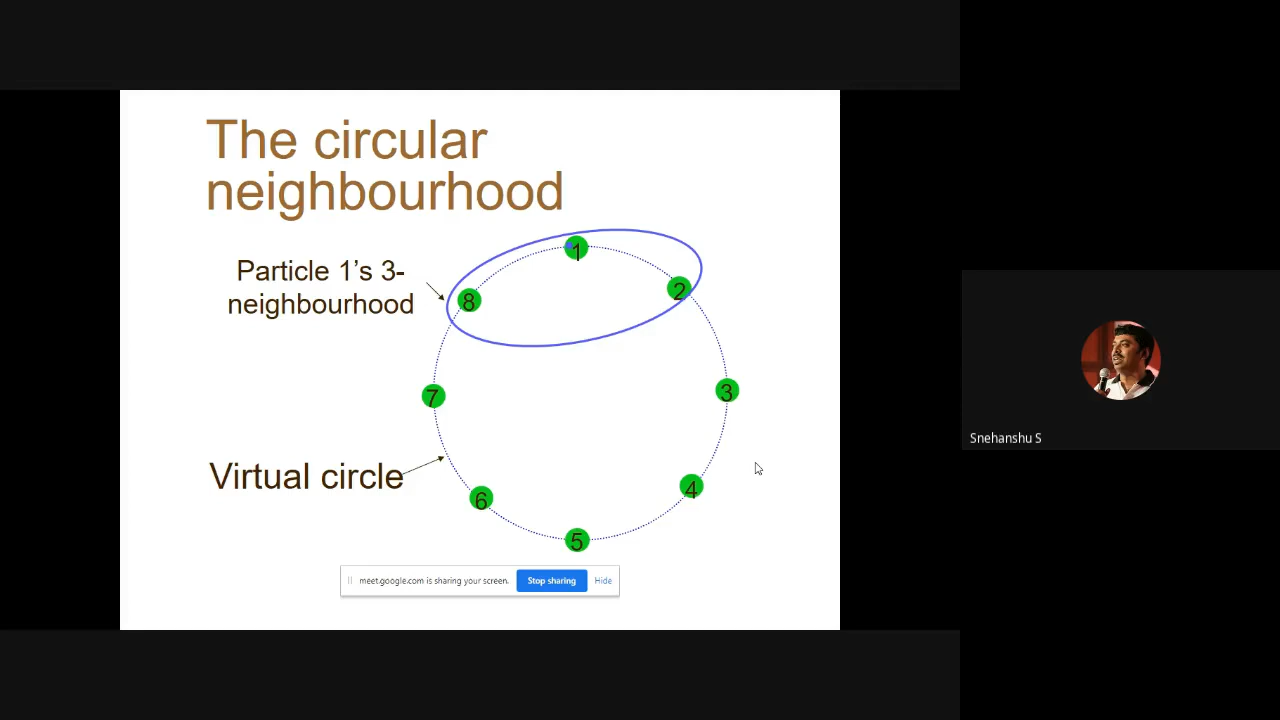 The circular
neighbourhood
Particle 1’s 3-
neighbourhood
1
8
2
7
3
Virtual circle
6
4
5
meet.google.com is sharing your screen.
Stop sharing
Hide
Snehanshu S